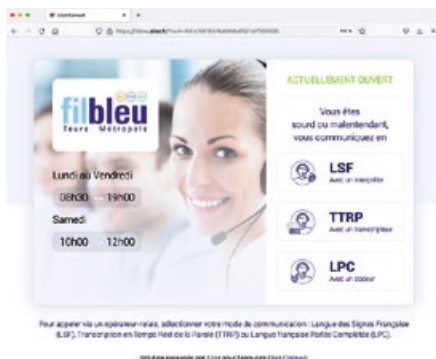 filbleu
Tours Métropole
Lundi au Vendredi
08h30 - 19h00
Samedi
10h00 - 12h00
ACTUELLEMENT OUVERT
Vous êtes
sourd ou malentendant,
vous communiquez en
LSF
Avec un interprète
TTRP
Avec un transcripteur
LPC
Avec un codeur
Pour appeler via un opérateur-relais, sélectionner votre mode de communication : Langue des Signes Française
(LSF), Transcription en Temps Réel de la Parole (TTRP) ou Langue française Parlée Complétée (LPC).